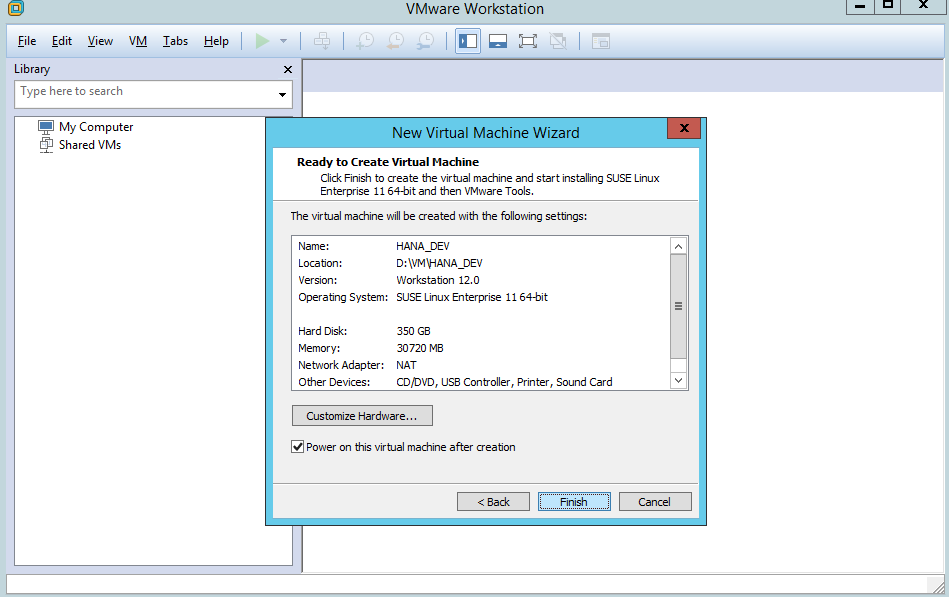 VMware Workstation
File Edit View VM Tabs Help
Library
Type here to search
My Computer
Shared VMs
New Virtual Machine Wizard
Ready to Create Virtual Machine
Click Finish to create the virtual machine and start installing SUSE Linux
Enterprise 11 64-bit and then VMware Tools.
The virtual machine will be created with the following settings:
Name: HANA_DEV
Location: D:\VM\HANA_DEV
Version: Workstation 12.0
Operating System: SUSE Linux Enterprise 11 64-bit
Hard Disk: 350 GB
Memory: 30720 MB
Network Adapter: NAT
Other Devices: CD/DVD, USB Controller, Printer, Sound Card
Customize Hardware...
Power on this virtual machine after creation
< Back Finish Cancel